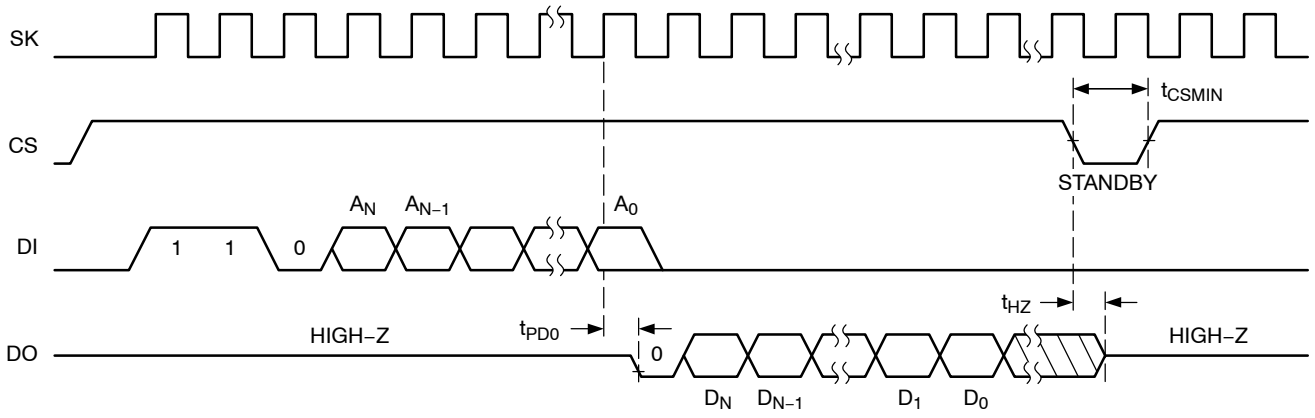 SK
t_CSMIN
CS
STANDBY
A_N A_N−1 A_0
DI 1 1 0
t_HZ
t_PD0
HIGH−Z HIGH−Z
DO 0
D_N D_N−1 D_1 D_0